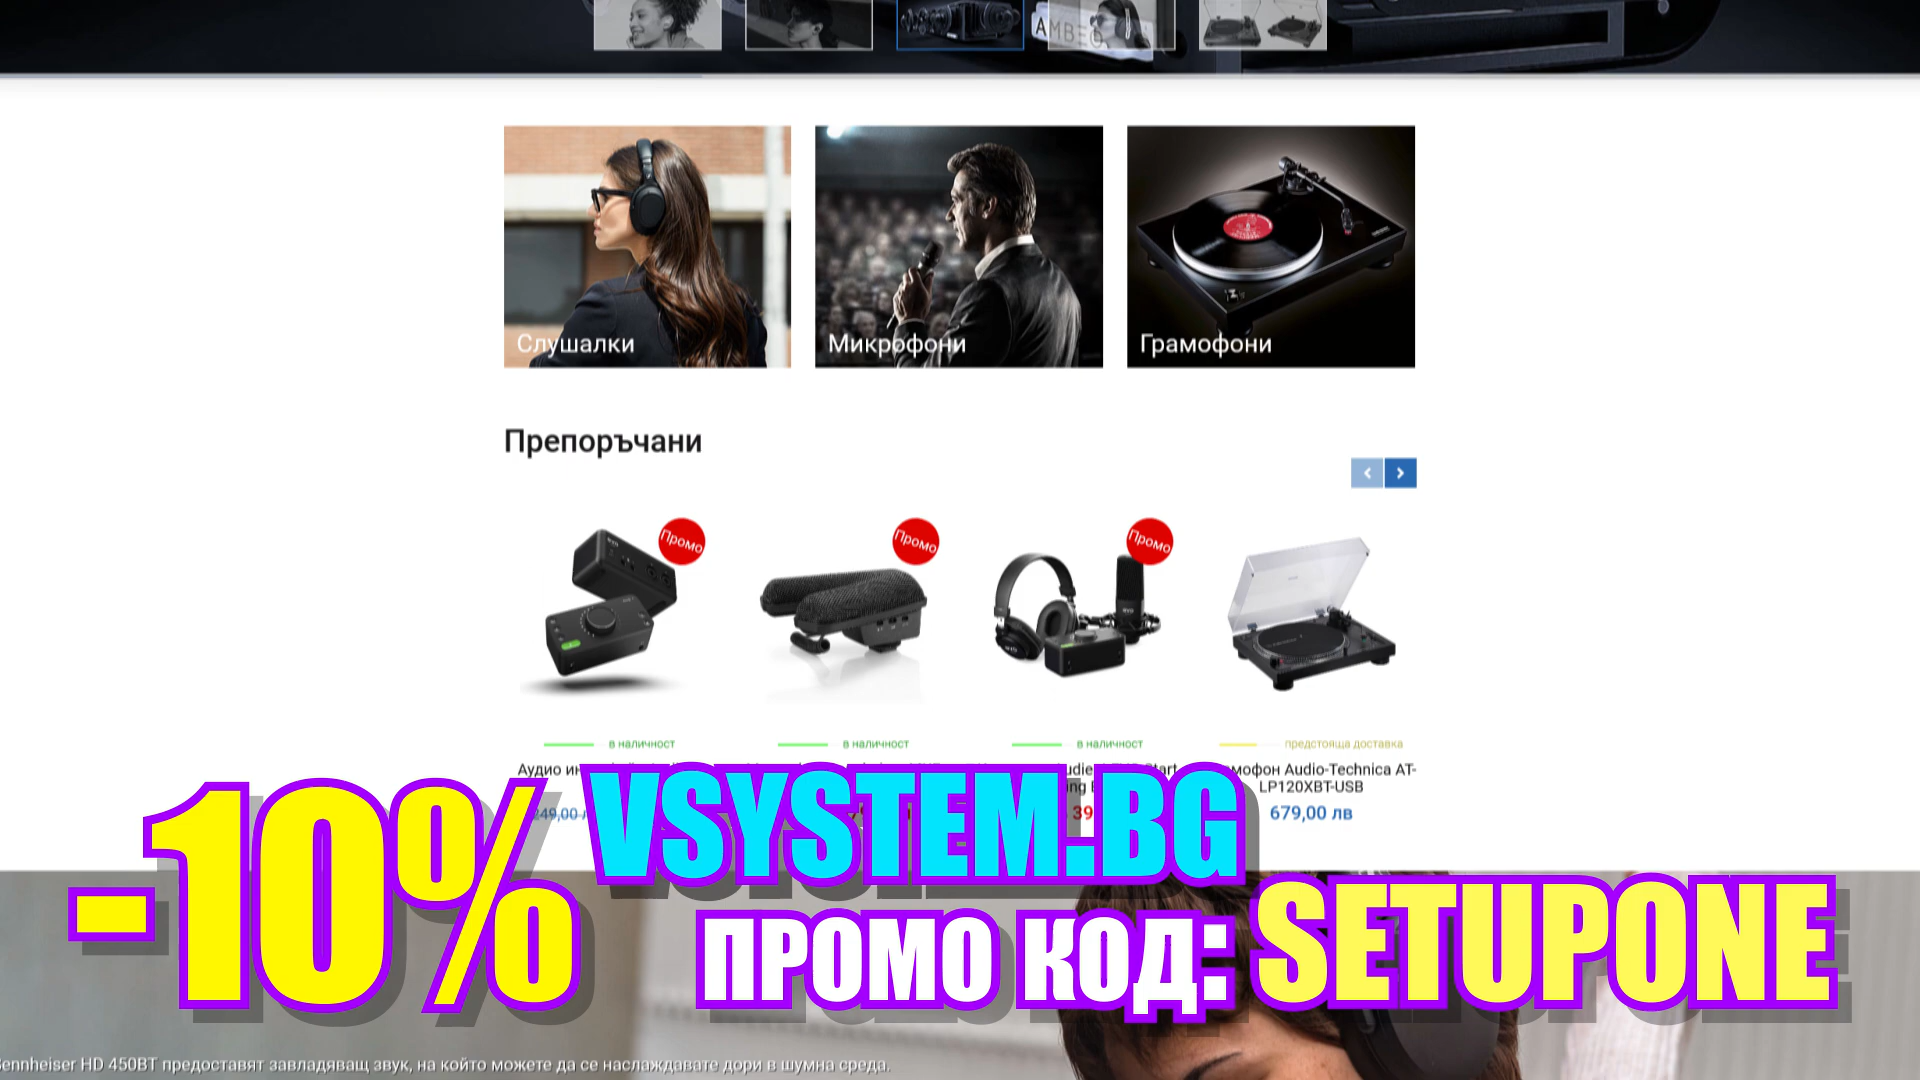 AMBEO
Слушалки
Микрофони
Грамофони
Препоръчани
Промо
Промо
Промо
в наличност
в наличност
в наличност
предстояща доставка
Аудио
Audio-Technica AT-
LP120XBT-USB
249,00
679,00 лв
-10%
VSYSTEM.BG
ПРОМО КОД: SETUPONE
Sennheiser HD 450BT предоставят завладяващ звук, на който можете да се наслаждавате дори в шумна среда.